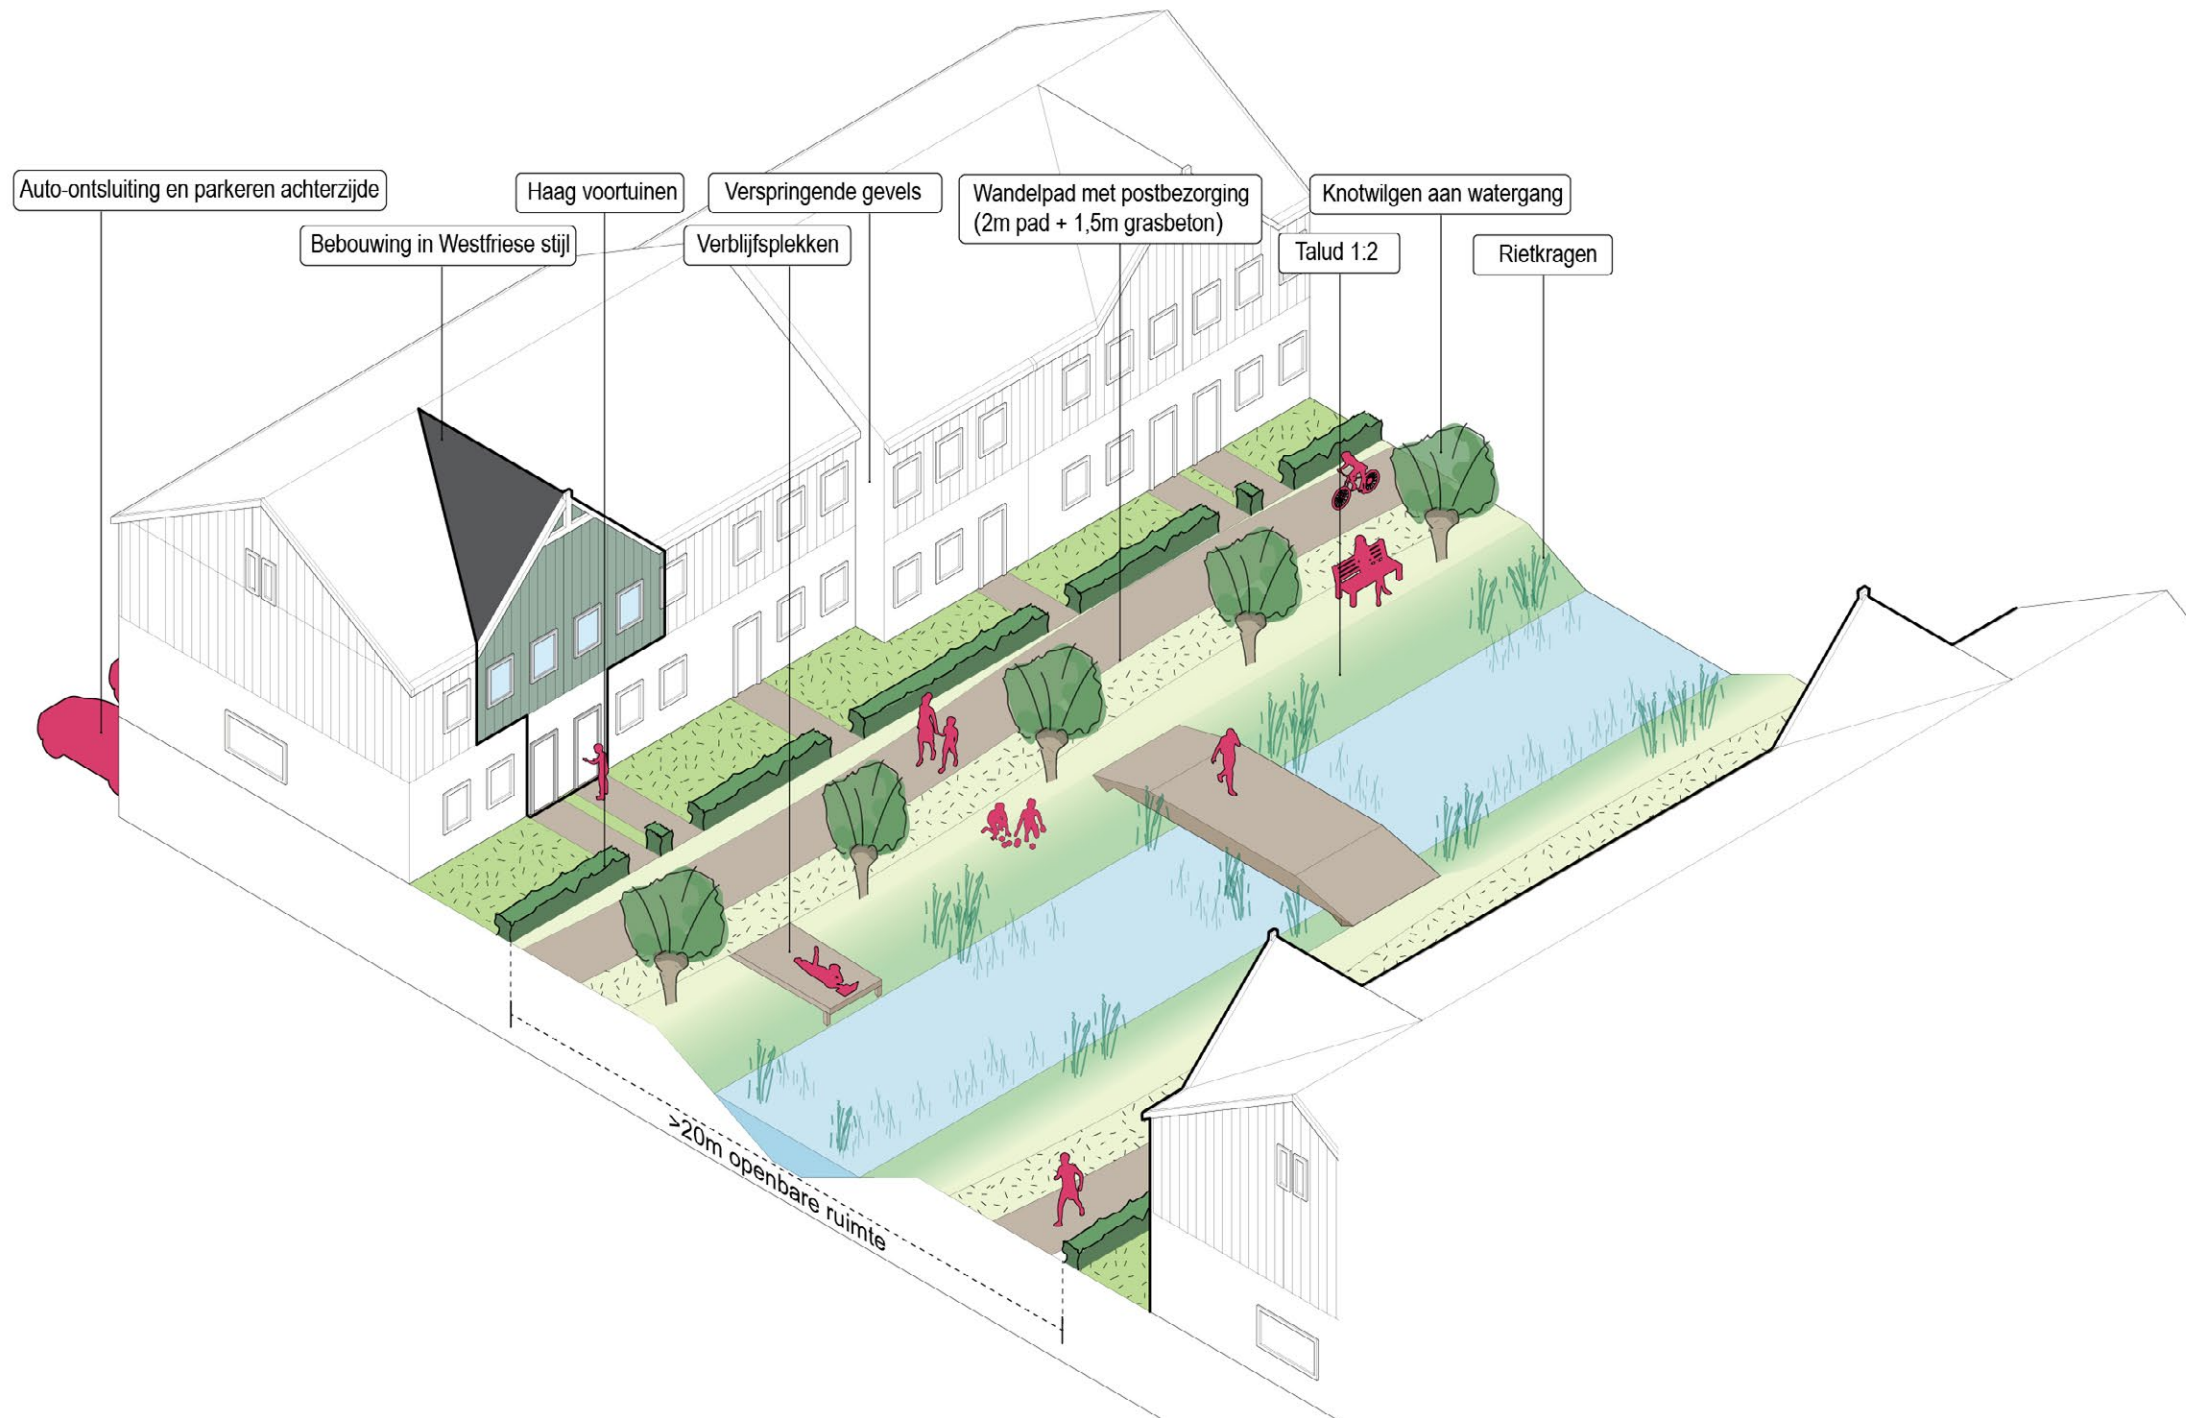 Auto-ontsluiting en parkeren achterzijde
Haag voortuinen
Verspringende gevels
Wandelpad met postbezorging
(2m pad + 1,5m grasbeton)
Knotwilgen aan watergang
Bebouwing in Westfriese stijl
Verblijfsplekken
Talud 1:2
Rietkragen
>20m openbare ruimte